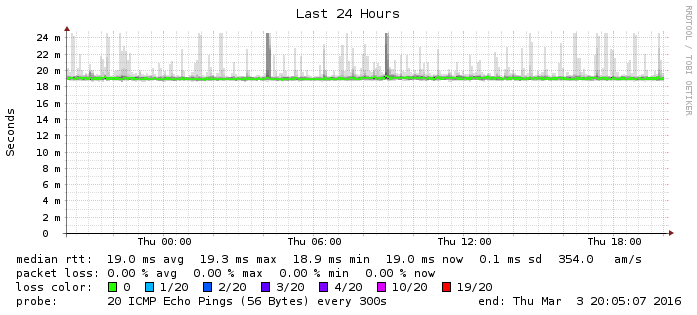 Last 24 Hours
RRDTOOL / TOBI OETIKER
Seconds
24 m
22 m
20 m
18 m
16 m
14 m
12 m
10 m
8 m
6 m
4 m
2 m
0
Thu 00:00 Thu 06:00 Thu 12:00 Thu 18:00
median rtt: 19.0 ms avg 19.3 ms max 18.9 ms min 19.0 ms now 0.1 ms sd 354.0 am/s
packet loss: 0.00 % avg 0.00 % max 0.00 % min 0.00 % now
loss color: 0 1/20 2/20 3/20 4/20 10/20 19/20
probe: 20 ICMP Echo Pings (56 Bytes) every 300s end: Thu Mar 3 20:05:07 2016